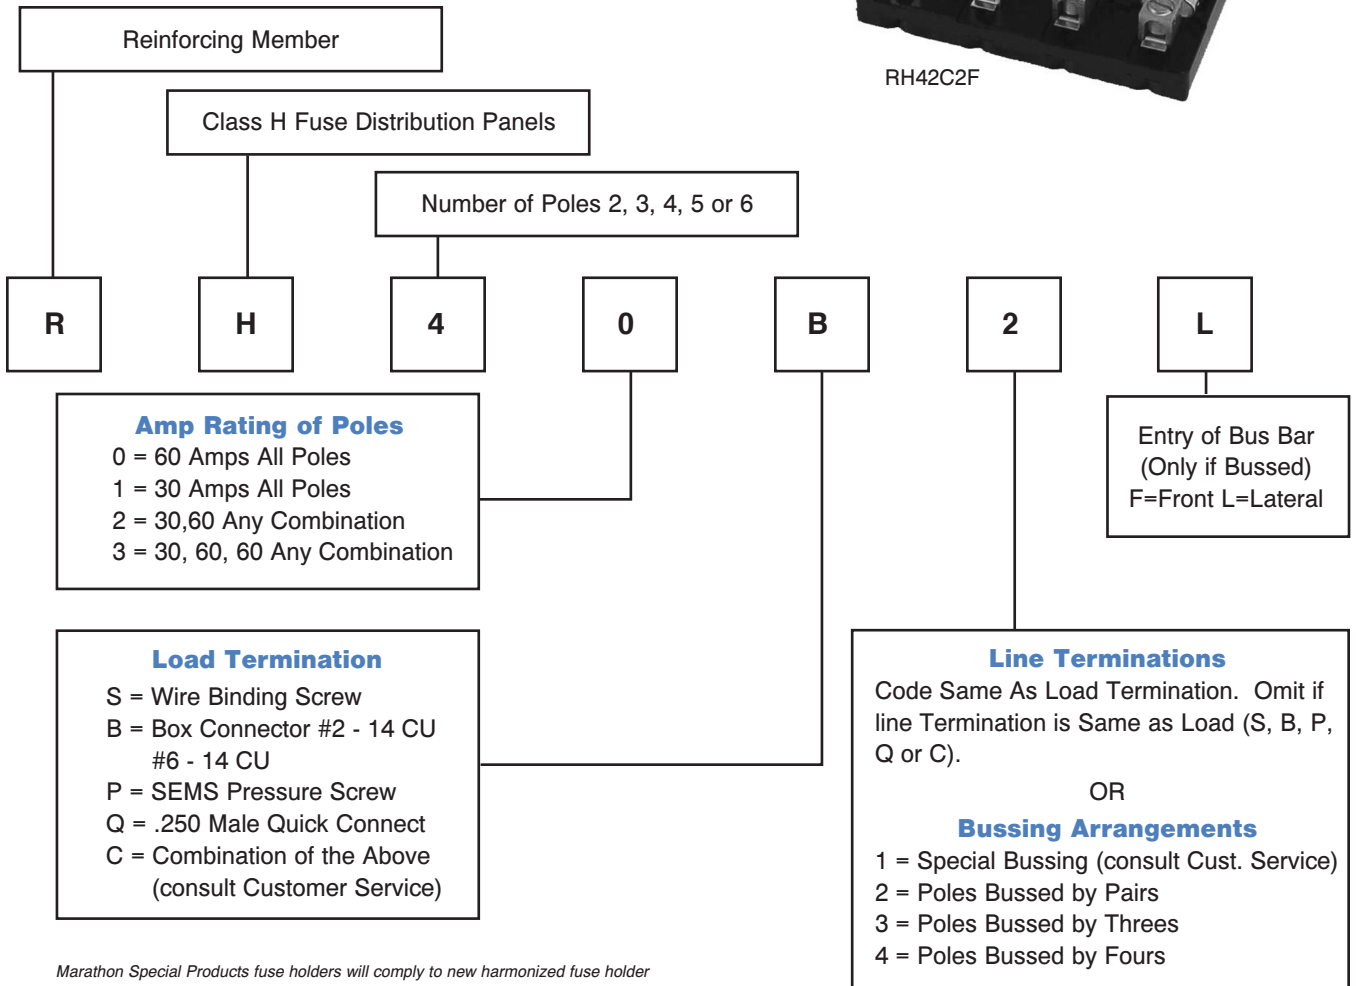 Reinforcing Member
RH42C2F
Class H Fuse Distribution Panels
Number of Poles 2, 3, 4, 5 or 6
R H 4 0 B 2 L
Amp Rating of Poles
0 = 60 Amps All Poles
1 = 30 Amps All Poles
2 = 30,60 Any Combination
3 = 30, 60, 60 Any Combination
Entry of Bus Bar
(Only if Bussed)
F=Front L=Lateral
Load Termination
S = Wire Binding Screw
B = Box Connector #2 - 14 CU
#6 - 14 CU
P = SEMS Pressure Screw
Q = .250 Male Quick Connect
C = Combination of the Above
(consult Customer Service)
Line Terminations
Code Same As Load Termination. Omit if
line Termination is Same as Load (S, B, P,
Q or C).
OR
Bussing Arrangements
1 = Special Bussing (consult Cust. Service)
2 = Poles Bussed by Pairs
3 = Poles Bussed by Threes
4 = Poles Bussed by Fours
Marathon Special Products fuse holders will comply to new harmonized fuse holder